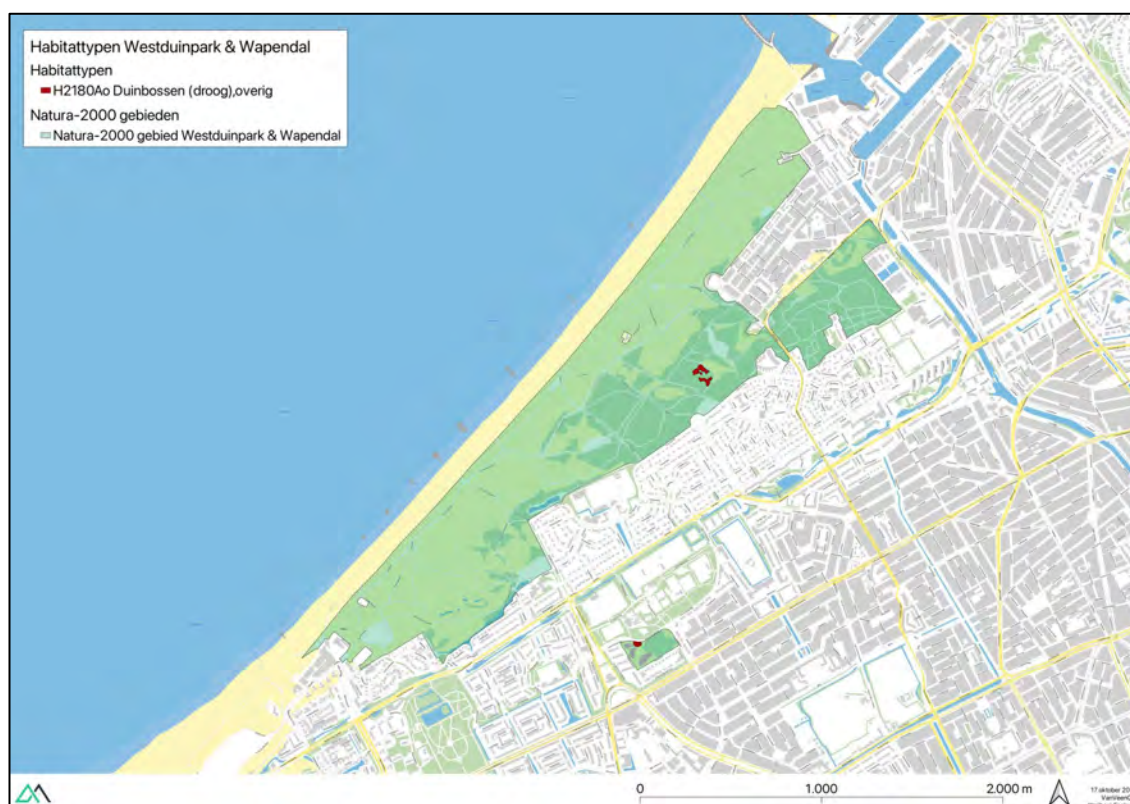 Habitattypen Westduinpark & Wapendal
Habitattypen
H2180Ao Duinbossen (droog),overig
Natura-2000 gebieden
Natura-2000 gebied Westduinpark & Wapendal
0 1.000 2.000 m
17 oktober 20